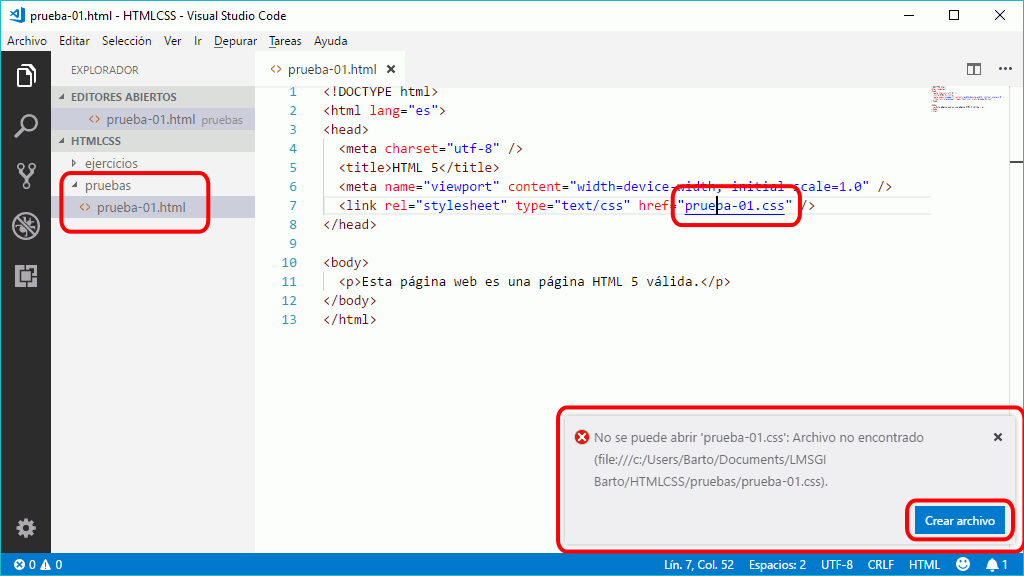 prueba-01.html - HTMLCSS - Visual Studio Code
Archivo Editar Selección Ver Ir Depurar Tareas Ayuda
EXPLORADOR
EDITORES ABIERTOS
prueba-01.html pruebas
HTMLCSS
ejercicios
pruebas
prueba-01.html
prueba-01.html
1 <!DOCTYPE html>
2 <html lang="es">
3 <head>
4 <meta charset="utf-8" />
5 <title>HTML 5</title>
6 <meta name="viewport" content="width=device-width, initial-scale=1.0" />
7 <link rel="stylesheet" type="text/css" href="prueba-01.css" />
8 </head>
9
10 <body>
11 <p>Esta página web es una página HTML 5 válida.</p>
12 </body>
13 </html>
No se puede abrir 'prueba-01.css': Archivo no encontrado
(file:///c:/Users/Barto/Documents/LMSGI
Barto/HTMLCSS/pruebas/prueba-01.css).
Crear archivo
0 0 Lín. 7, Col. 52 Espacios: 2 UTF-8 CRLF HTML 1